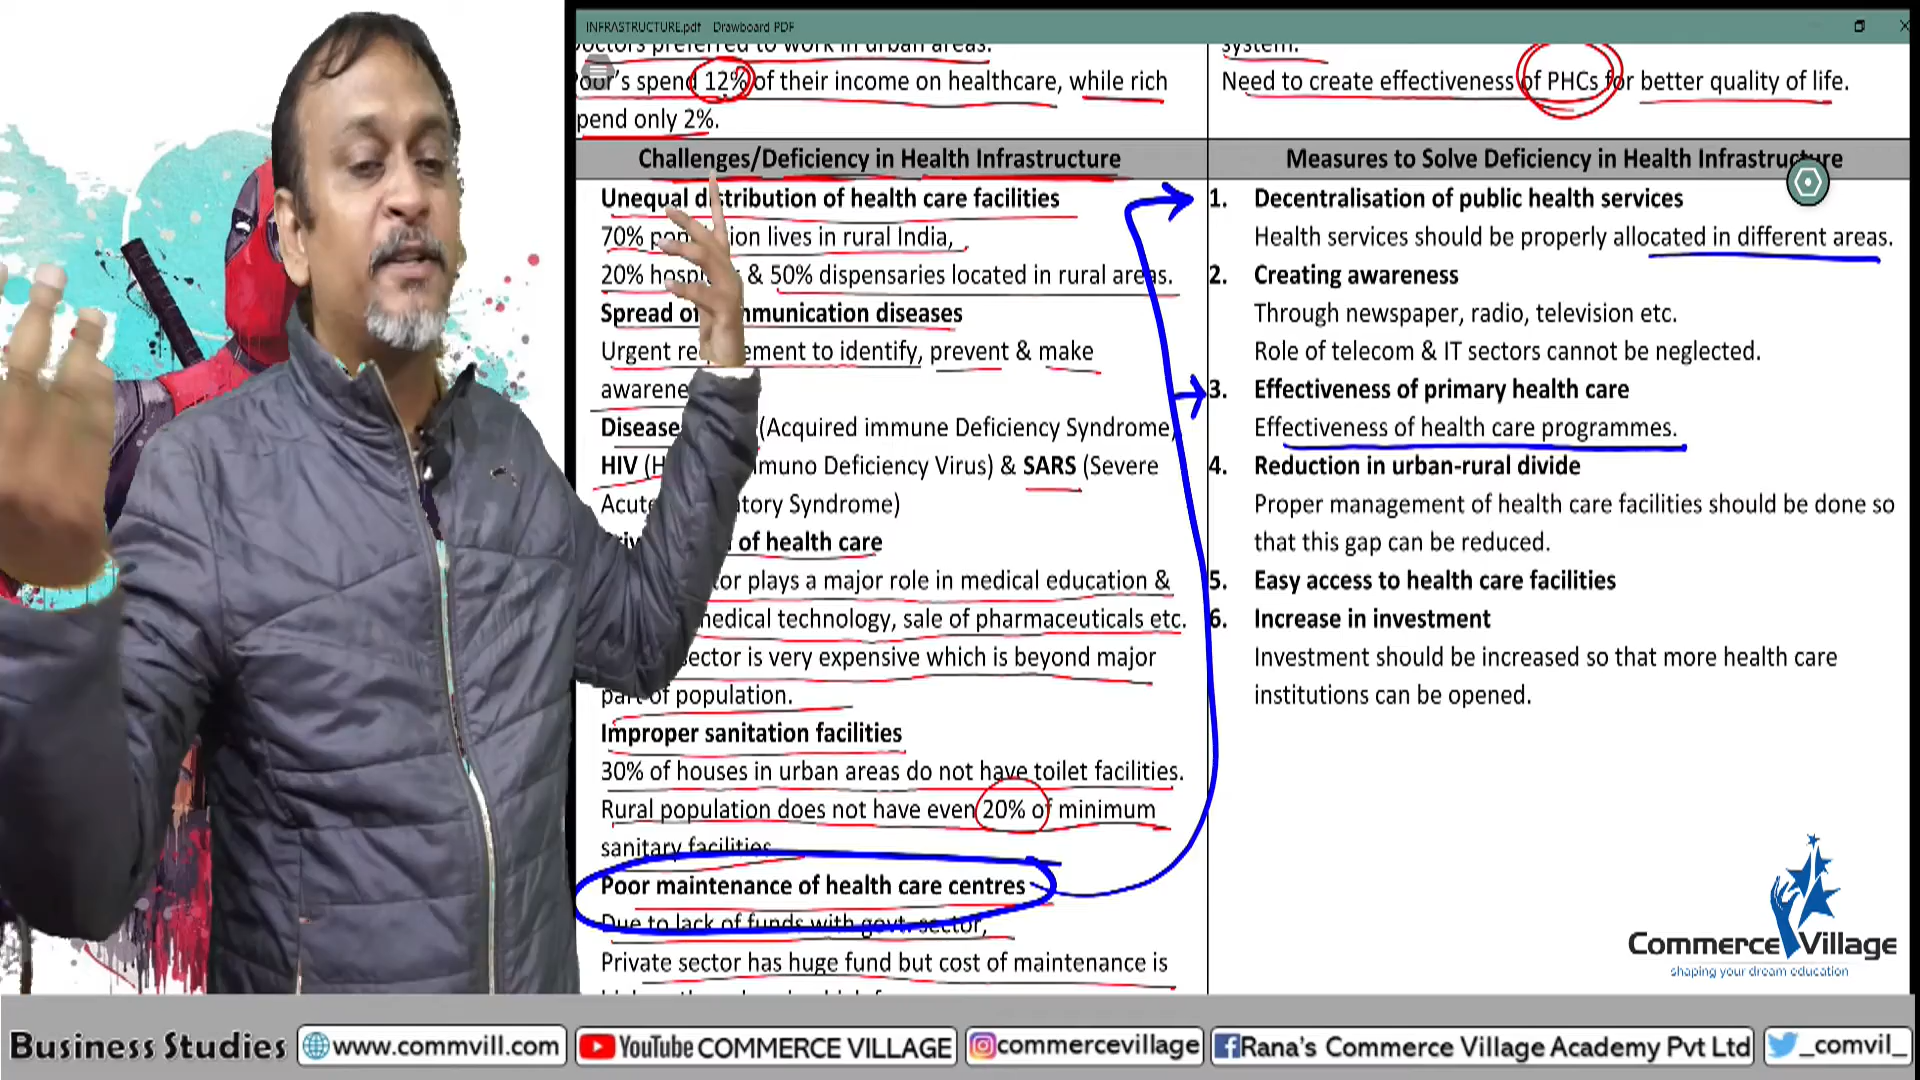 INFRASTRUCTURE.pdf Drawboard PDF
Doctors preferred to work in urban areas.
oor's spend 12% of their income on healthcare, while rich
pend only 2%.
system.
Need to create effectiveness of PHCs for better quality of life.
Challenges/Deficiency in Health Infrastructure
Unequal distribution of health care facilities
70% lives in rural India,
20% & 50% dispensaries located in rural areas.
Spread of diseases
Urgent to identify, prevent & make
Disease (Acquired immune Deficiency Syndrome)
HIV Deficiency Virus) & SARS (Severe
Acute Syndrome)
of health care
plays a major role in medical education &
medical technology, sale of pharmaceuticals etc.
sector is very expensive which is beyond major
part of population.
Improper sanitation facilities
30% of houses in urban areas do not have toilet facilities.
Rural population does not have even 20% of minimum
sanitary facilities
Poor maintenance of health care centres
Due to lack of funds with govt. sector,
Private sector has huge fund but cost of maintenance is
Measures to Solve Deficiency in Health Infrastructure
1. Decentralisation of public health services
Health services should be properly allocated in different areas.
2. Creating awareness
Through newspaper, radio, television etc.
Role of telecom & IT sectors cannot be neglected.
3. Effectiveness of primary health care
Effectiveness of health care programmes.
4. Reduction in urban-rural divide
Proper management of health care facilities should be done so
that this gap can be reduced.
5. Easy access to health care facilities
6. Increase in investment
Investment should be increased so that more health care
institutions can be opened.
Commerce Village
shaping your dream education
Business Studies www.commvill.com YouTube COMMERCE VILLAGE commercevillage Rana's Commerce Village Academy Pvt Ltd _comvil_